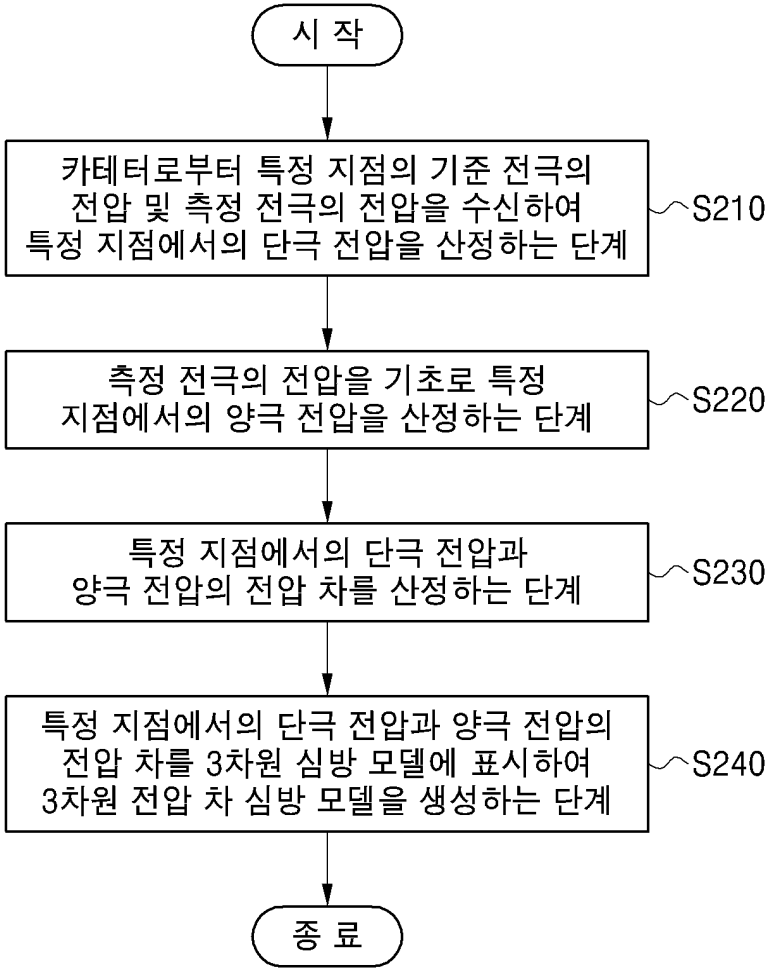 시 작
카테터로부터 특정 지점의 기준 전극의
전압 및 측정 전극의 전압을 수신하여
특정 지점에서의 단극 전압을 산정하는 단계
S210
측정 전극의 전압을 기초로 특정
지점에서의 양극 전압을 산정하는 단계
S220
특정 지점에서의 단극 전압과
양극 전압의 전압 차를 산정하는 단계
S230
특정 지점에서의 단극 전압과 양극 전압의
전압 차를 3차원 심방 모델에 표시하여
3차원 전압 차 심방 모델을 생성하는 단계
S240
종 료